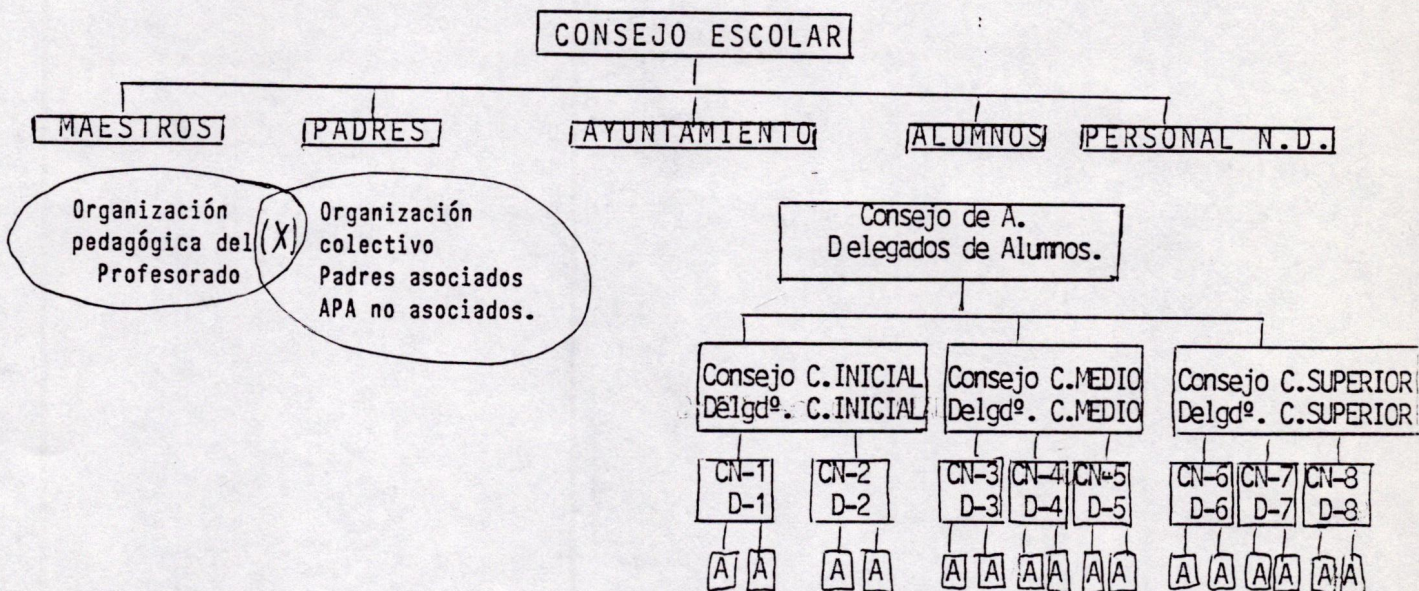 CONSEJO ESCOLAR
MAESTROS
PADRES
AYUNTAMIENTO
ALUMNOS
PERSONAL N.D.
Organización
pedagógica del
Profesorado
(X)
Organización
colectivo
Padres asociados
APA no asociados.
Consejo de A.
Delegados de Alumnos.
Consejo C.INICIAL
Délgdº. C.INICIAL
Consejo C.MEDIO
Delgdº. C.MEDIO
Consejo C.SUPERIOR
Delgdº. C.SUPERIOR
CN-1
D-1
CN-2
D-2
CN-3
D-3
CN-4
D-4
CN-5
D-5
CN-6
D-6
CN-7
D-7
CN-8
D-8
A A A A A A A A A A A A A A A A